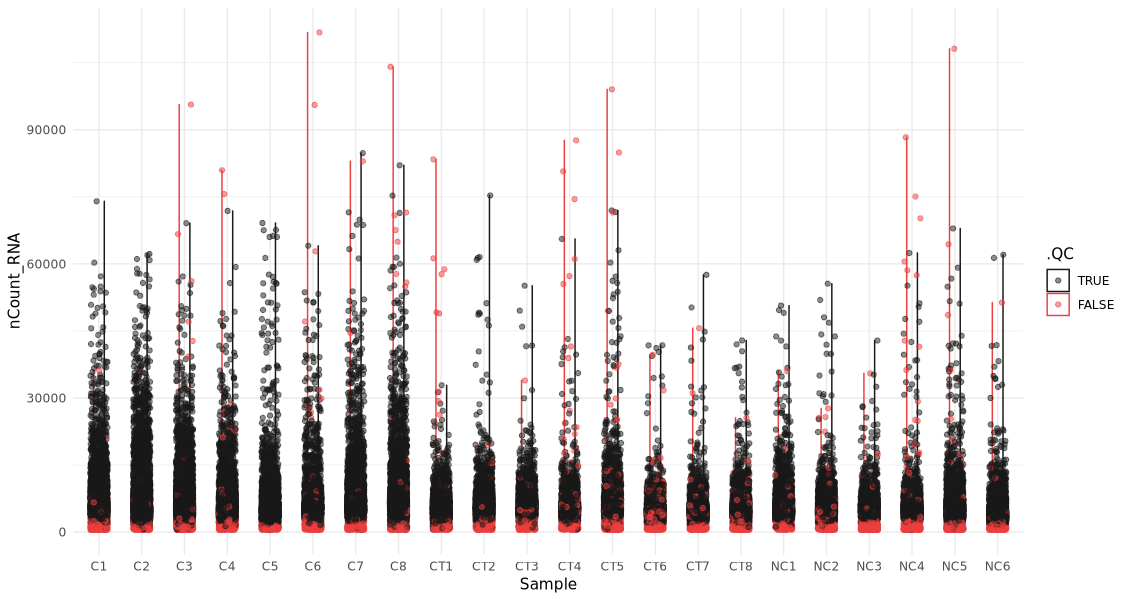 nCount_RNA
90000
60000
30000
0
C1 C2 C3 C4 C5 C6 C7 C8 CT1 CT2 CT3 CT4 CT5 CT6 CT7 CT8 NC1 NC2 NC3 NC4 NC5 NC6
Sample
.QC
TRUE
FALSE